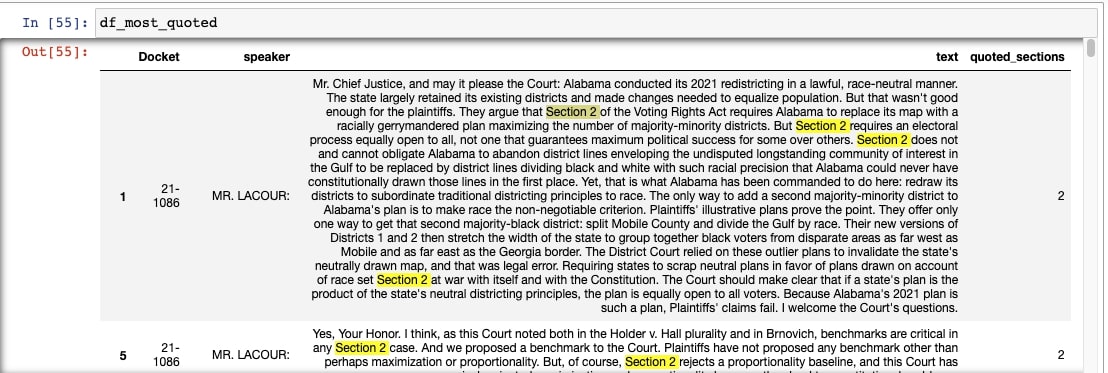 In [55]: df_most_quoted
Out[55]:
Docket speaker text quoted_sections
Mr. Chief Justice, and may it please the Court: Alabama conducted its 2021 redistricting in a lawful, race-neutral manner.
The state largely retained its existing districts and made changes needed to equalize population. But that wasn't good
enough for the plaintiffs. They argue that Section 2 of the Voting Rights Act requires Alabama to replace its map with a
racially gerrymandered plan maximizing the number of majority-minority districts. But Section 2 requires an electoral
process equally open to all, not one that guarantees maximum political success for some over others. Section 2 does not
and cannot obligate Alabama to abandon district lines enveloping the undisputed longstanding community of interest in
the Gulf to be replaced by district lines dividing black and white with such racial precision that Alabama could never have
constitutionally drawn those lines in the first place. Yet, that is what Alabama has been commanded to do here: redraw its
1 21-1086 MR. LACOUR: districts to subordinate traditional districting principles to race. The only way to add a second majority-minority district to 2
Alabama's plan is to make race the non-negotiable criterion. Plaintiffs' illustrative plans prove the point. They offer only
one way to get that second majority-black district: split Mobile County and divide the Gulf by race. Their new versions of
Districts 1 and 2 then stretch the width of the state to group together black voters from disparate areas as far west as
Mobile and as far east as the Georgia border. The District Court relied on these outlier plans to invalidate the state's
neutrally drawn map, and that was legal error. Requiring states to scrap neutral plans in favor of plans drawn on account
of race set Section 2 at war with itself and with the Constitution. The Court should make clear that if a state's plan is the
product of the state's neutral districting principles, the plan is equally open to all voters. Because Alabama's 2021 plan is
such a plan, Plaintiffs' claims fail. I welcome the Court's questions.
Yes, Your Honor. I think, as this Court noted both in the Holder v. Hall plurality and in Brnovich, benchmarks are critical in
5 21-1086 MR. LACOUR: any Section 2 case. And we proposed a benchmark to the Court. Plaintiffs have not proposed any benchmark other than 2
perhaps maximization or proportionality. But, of course, Section 2 rejects a proportionality baseline, and this Court has